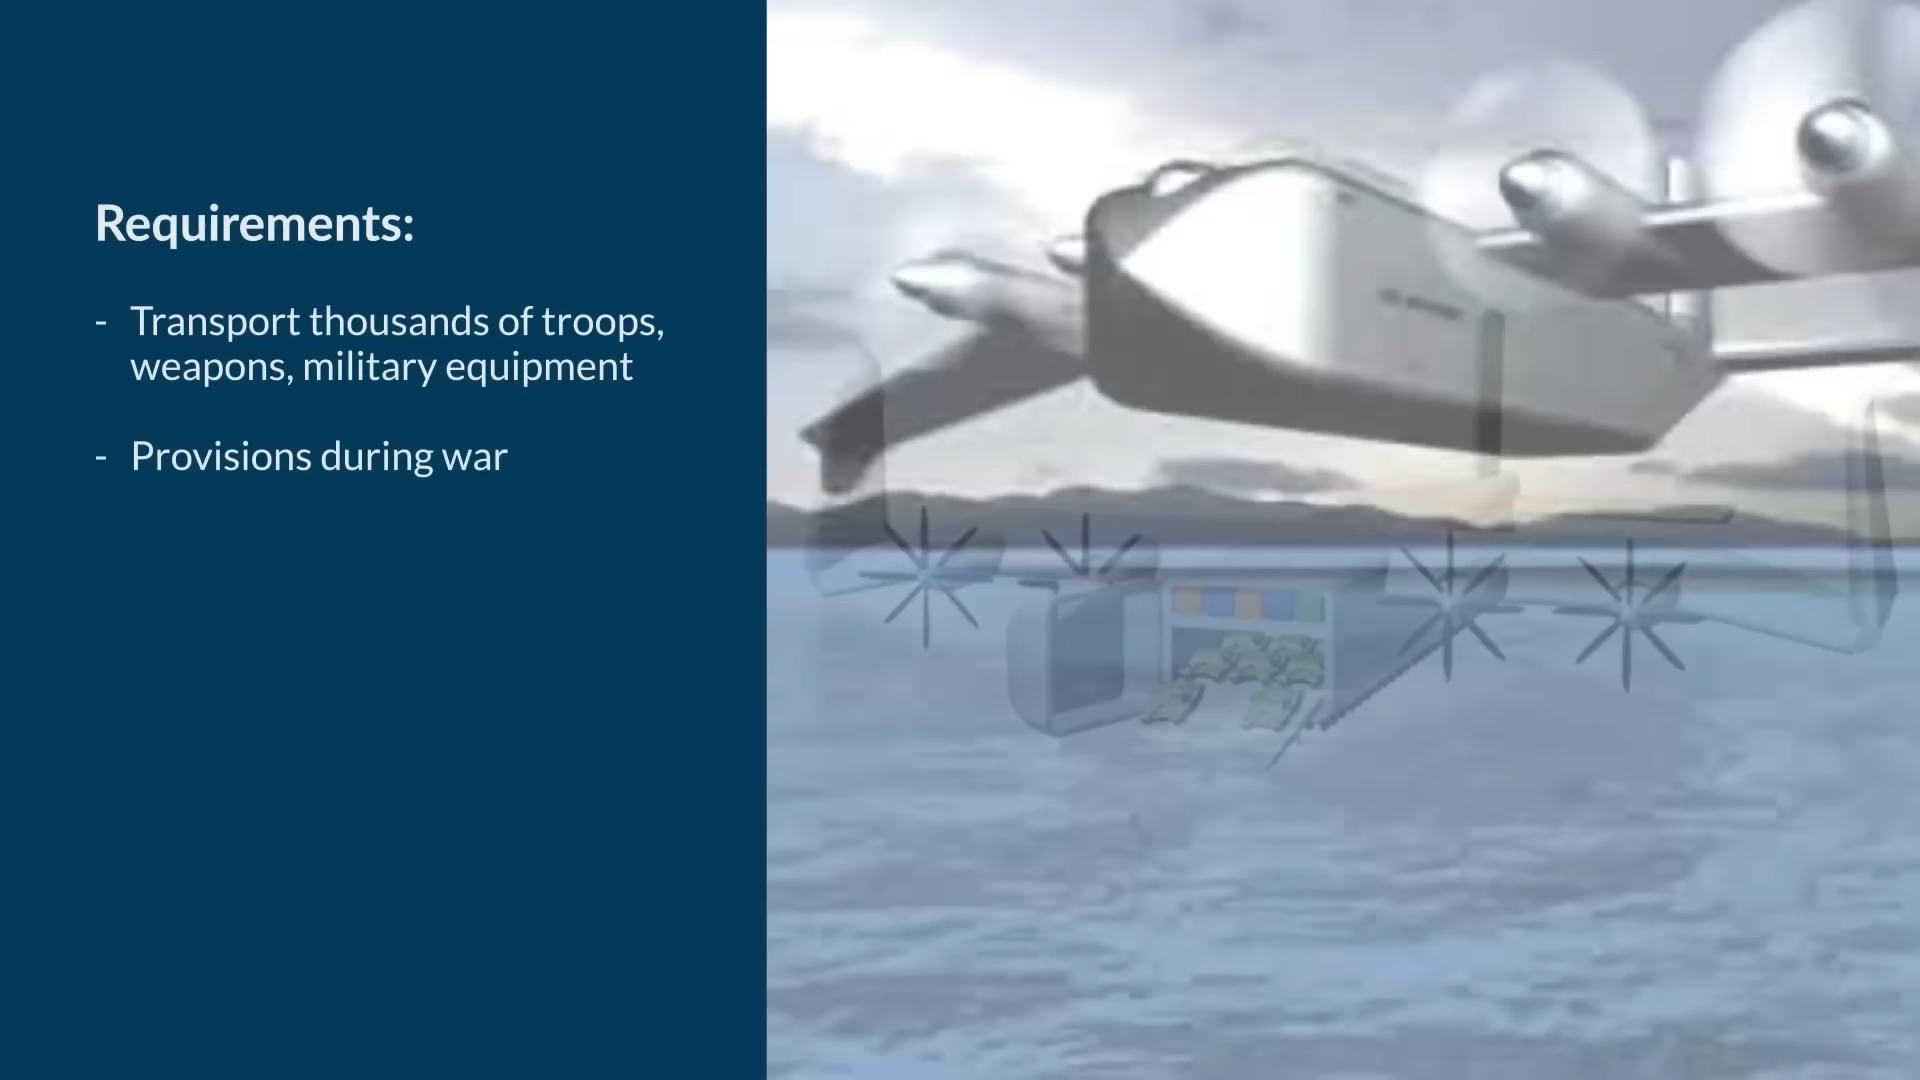 Requirements:
- Transport thousands of troops,
weapons, military equipment
- Provisions during war